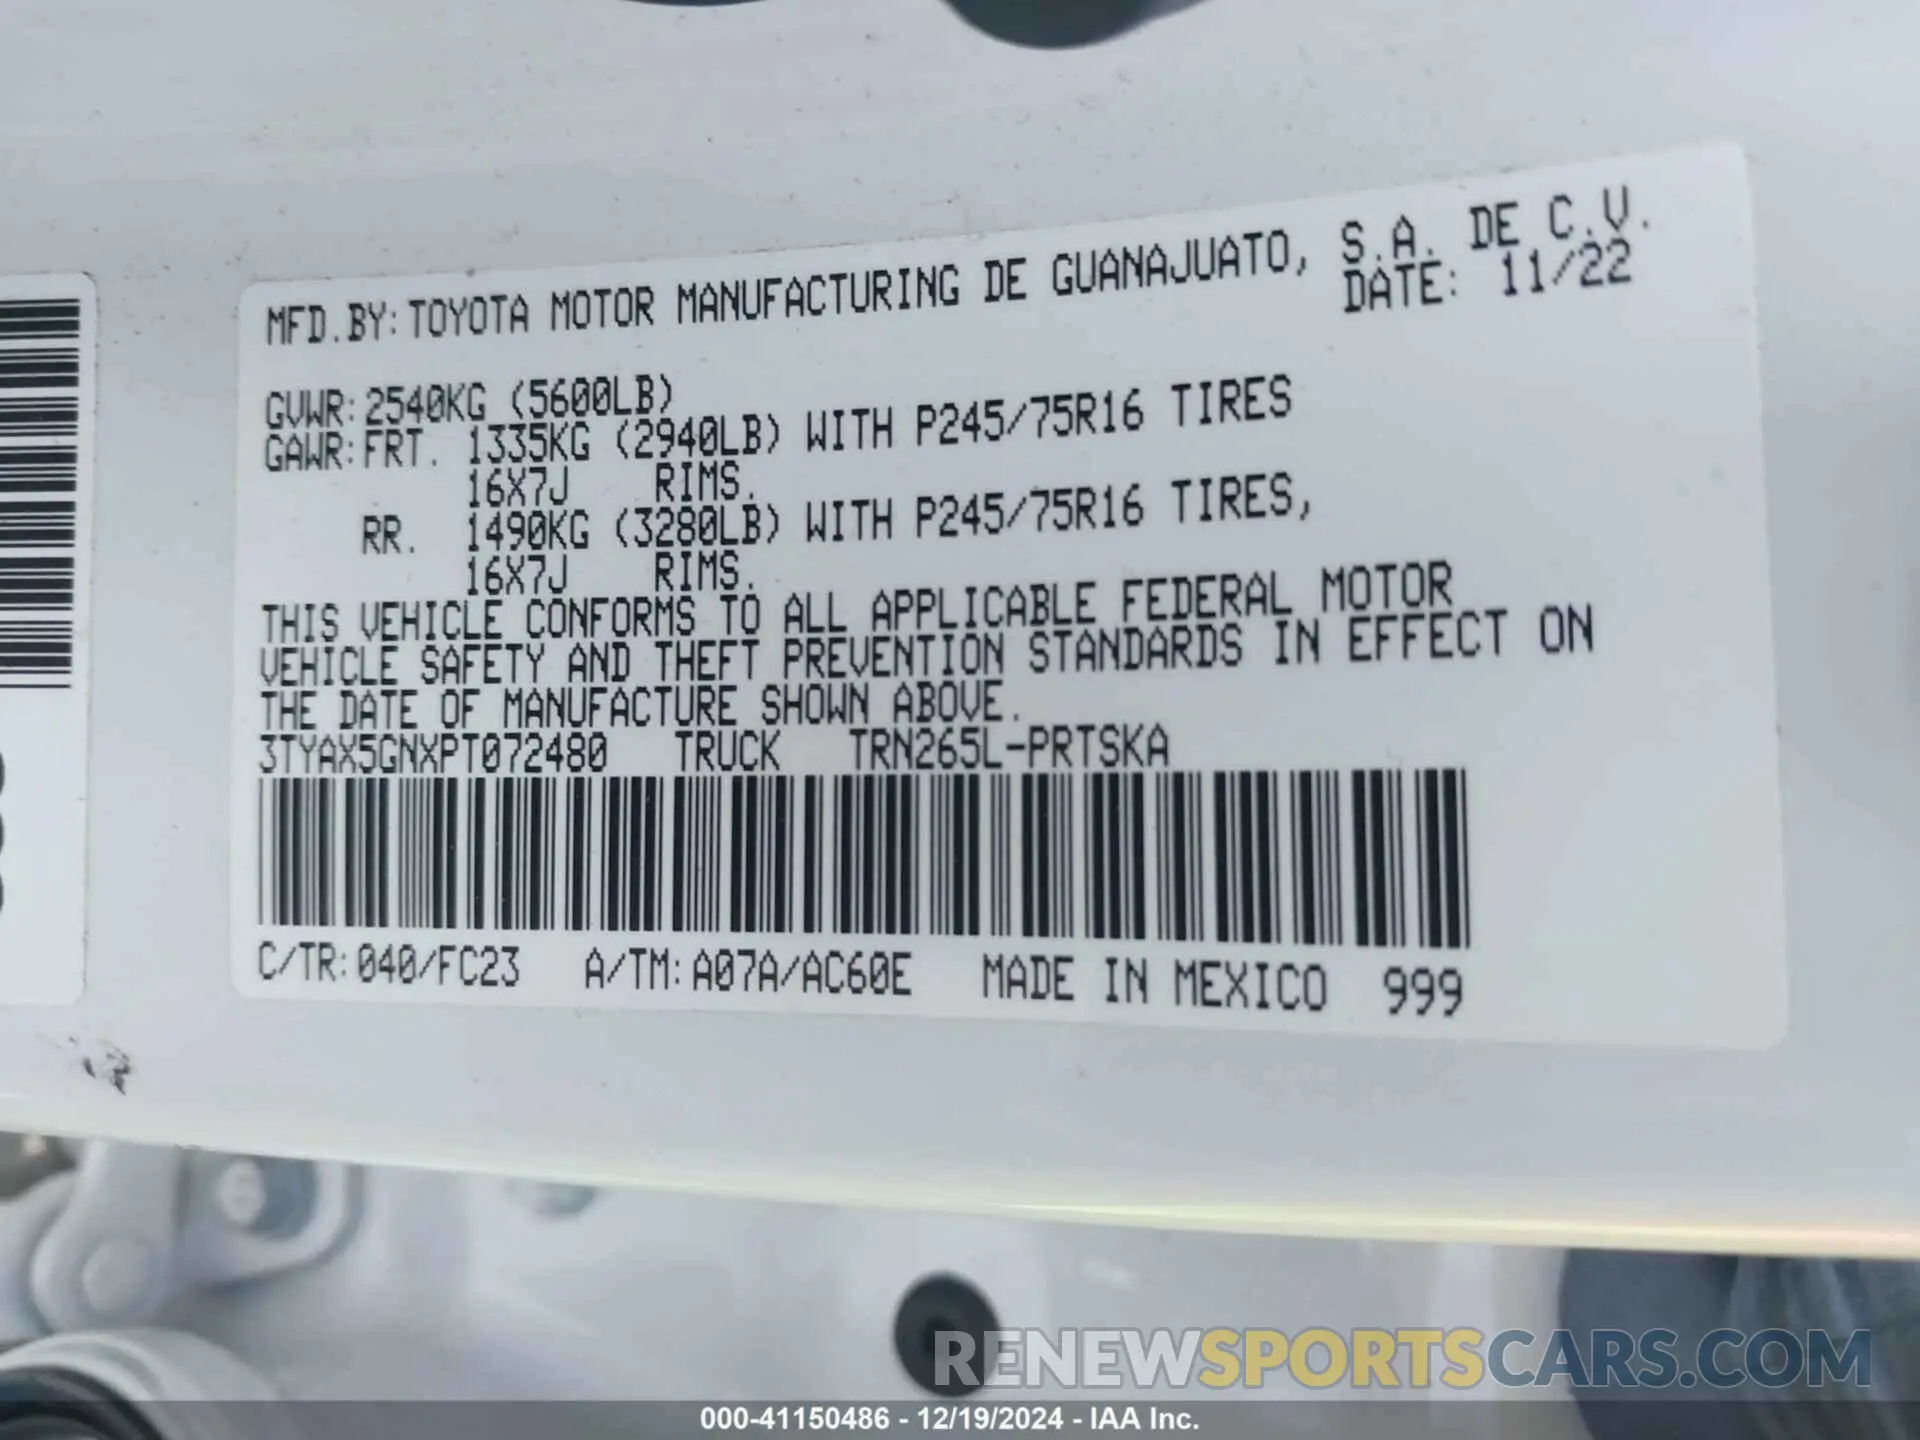 MFD.BY:TOYOTA MOTOR MANUFACTURING DE GUANAJUATO, S.A. DE C.V.
DATE: 11/22
GVWR:2540KG (5600LB)
GAWR:FRT. 1335KG (2940LB) WITH P245/75R16 TIRES
16X7J RIMS.
RR. 1490KG (3280LB) WITH P245/75R16 TIRES,
16X7J RIMS.
THIS VEHICLE CONFORMS TO ALL APPLICABLE FEDERAL MOTOR
VEHICLE SAFETY AND THEFT PREVENTION STANDARDS IN EFFECT ON
THE DATE OF MANUFACTURE SHOWN ABOVE.
3TYAX5GNXPT072480 TRUCK TRN265L-PRTSKA
C/TR:040/FC23 A/TM:A07A/AC60E MADE IN MEXICO 999
RENEWSPORTSCARS.COM
000-41150486 - 12/19/2024 - IAA Inc.